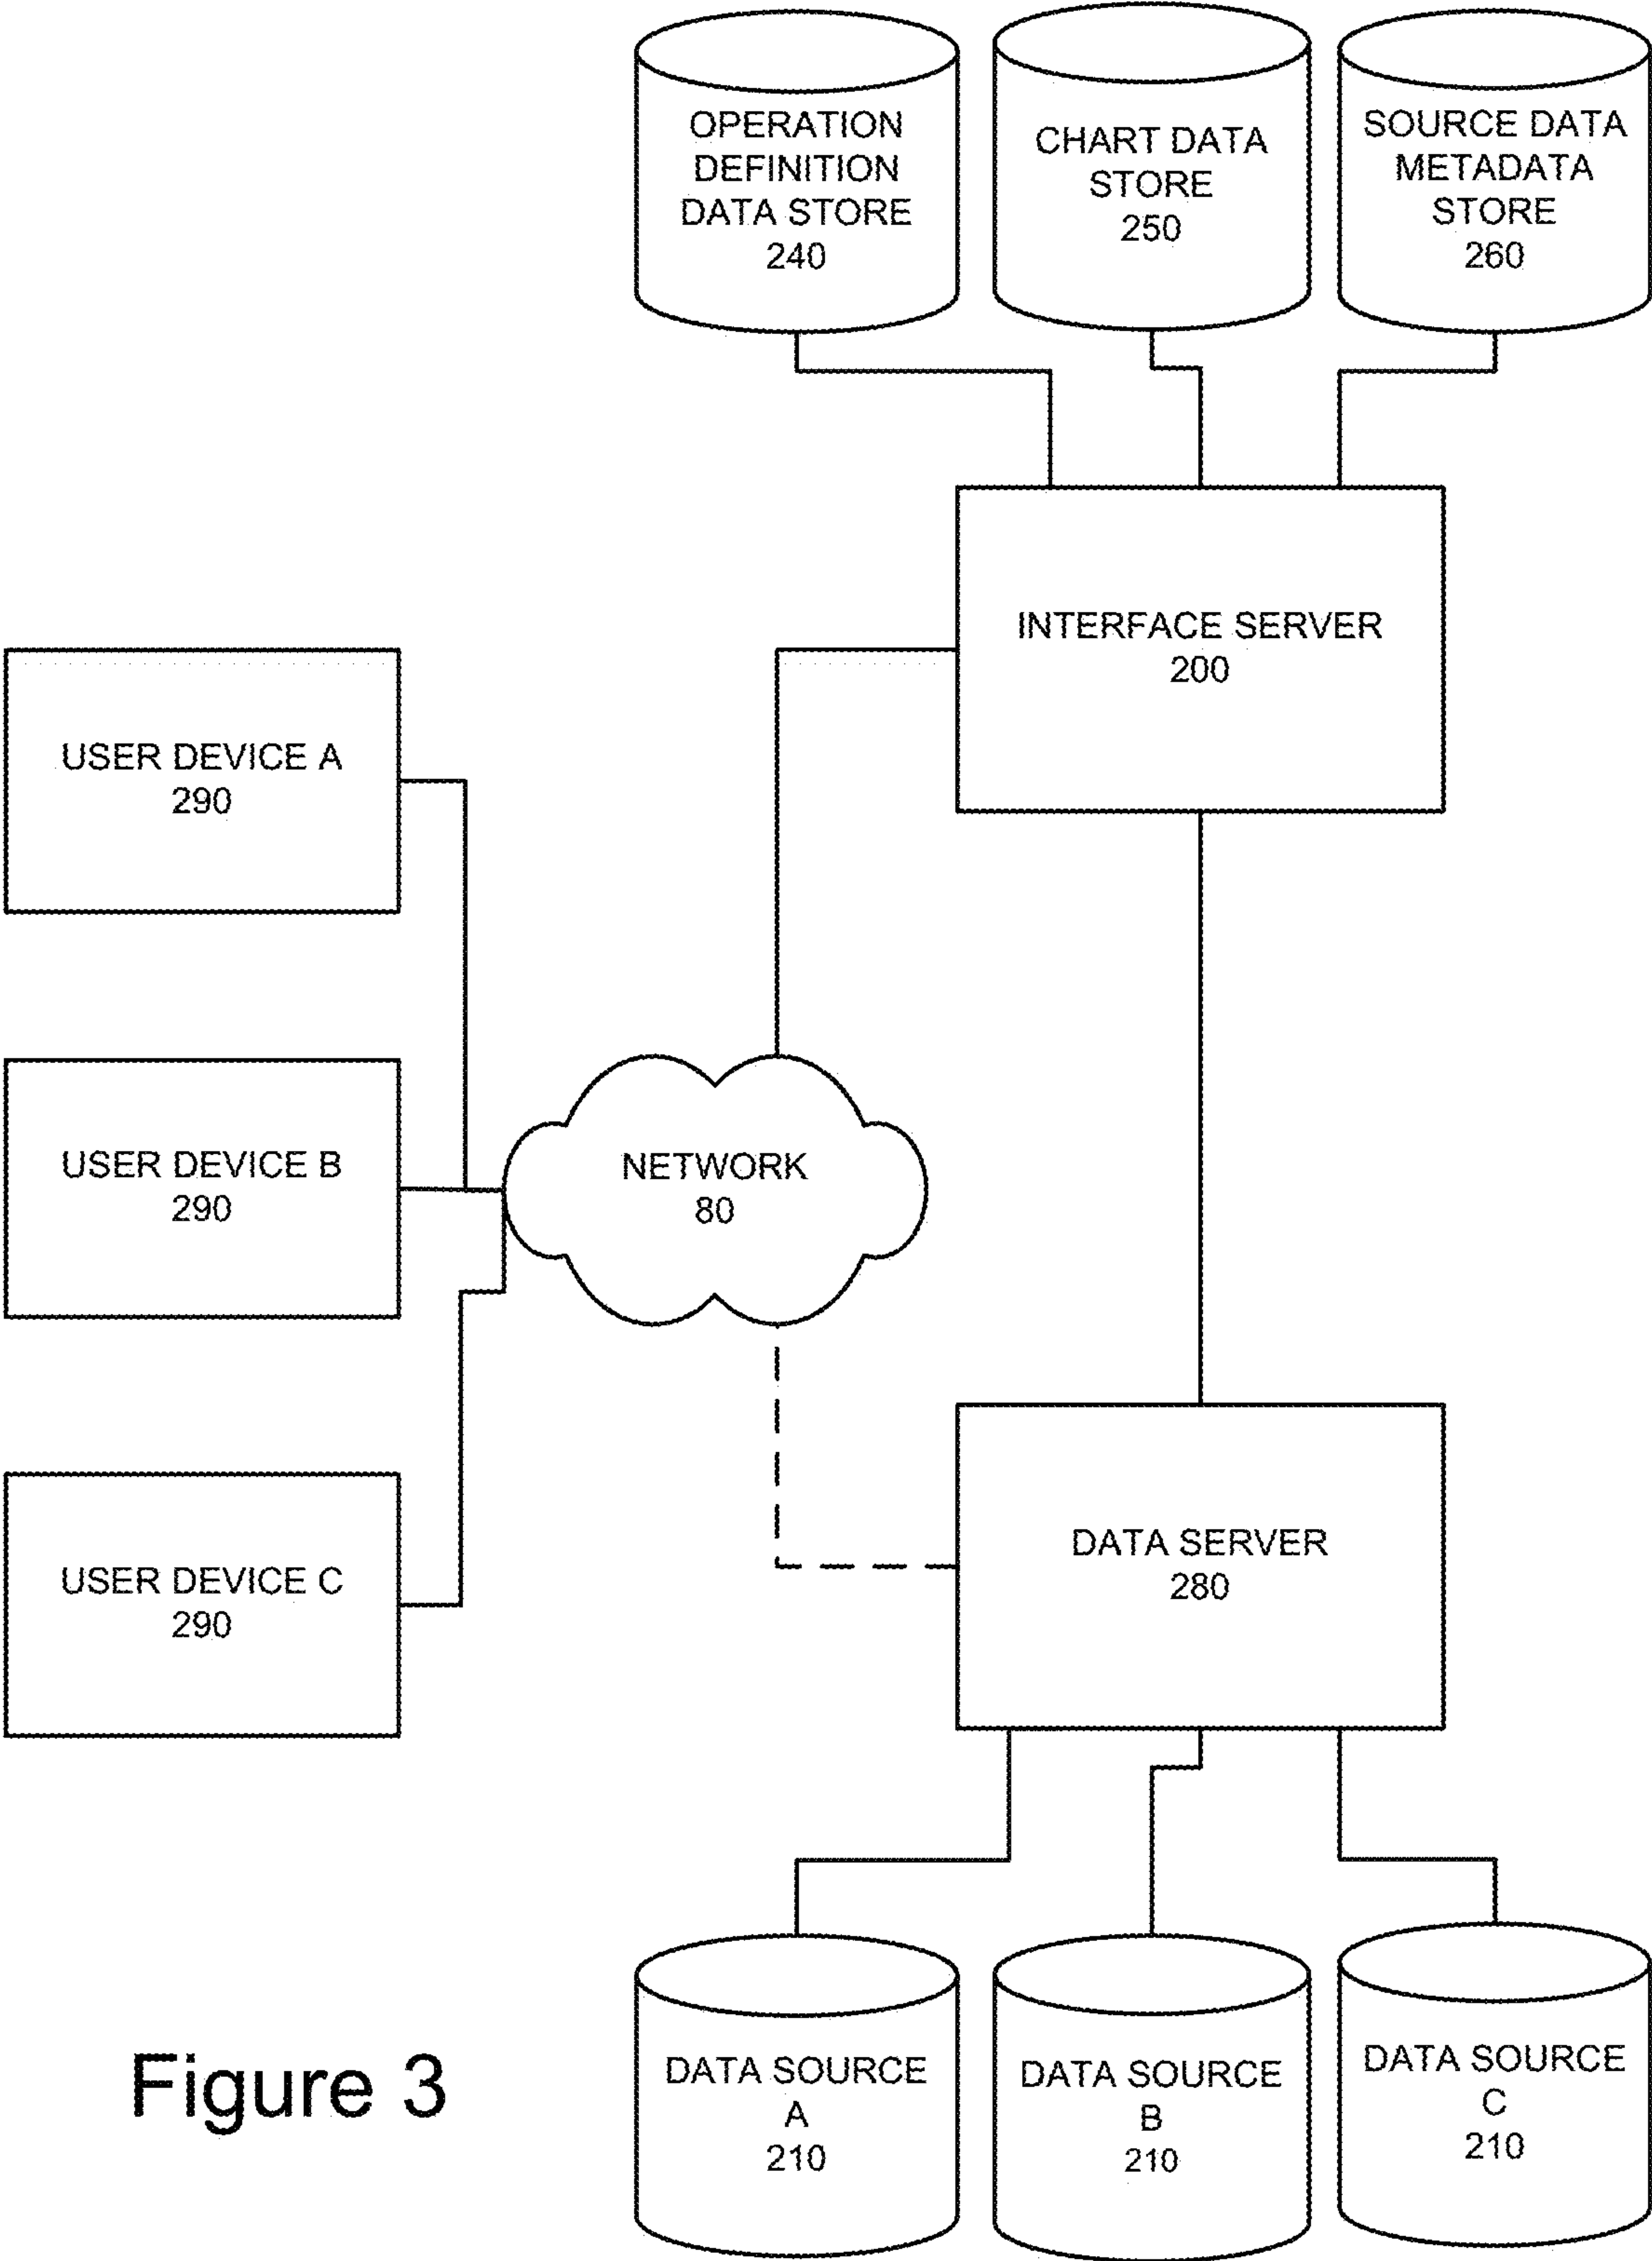 OPERATION
DEFINITION
DATA STORE
240
CHART DATA
STORE
250
SOURCE DATA
METADATA
STORE
260
INTERFACE SERVER
200
USER DEVICE A
290
USER DEVICE B
290
NETWORK
80
USER DEVICE C
290
DATA SERVER
280
DATA SOURCE
A
210
DATA SOURCE
B
210
DATA SOURCE
C
210
Figure 3